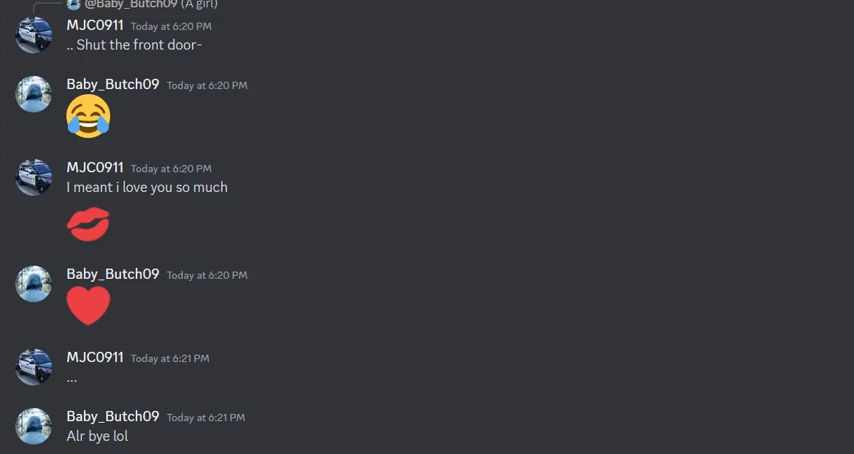 @Baby_Butch09 (A girl)
MJC0911 Today at 6:20 PM
.. Shut the front door-
Baby_Butch09 Today at 6:20 PM
MJC0911 Today at 6:20 PM
I meant i love you so much
Baby_Butch09 Today at 6:20 PM
MJC0911 Today at 6:21 PM
...
Baby_Butch09 Today at 6:21 PM
Alr bye lol